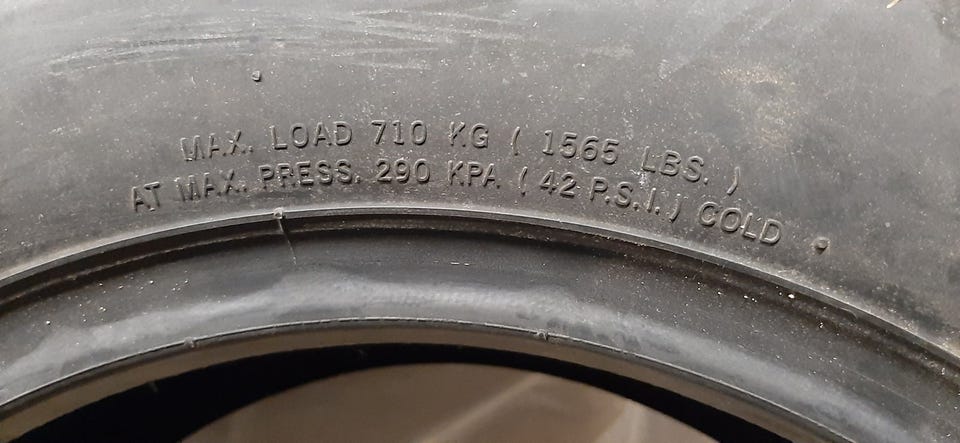 MAX. LOAD 710 KG ( 1565 LBS. )
AT MAX. PRESS. 290 KPA ( 42 P.S.I. ) COLD